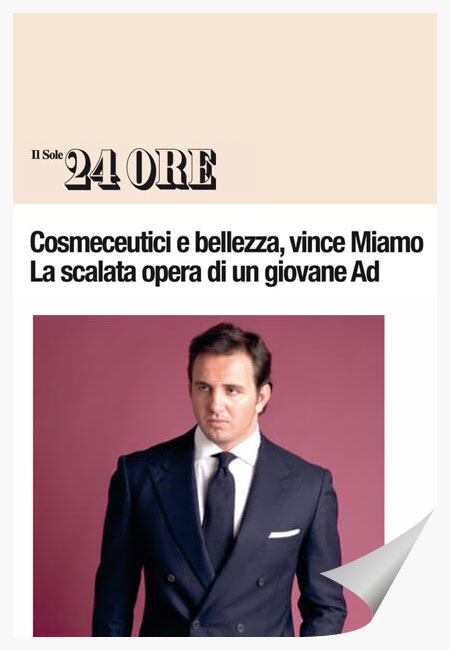 Il Sole 24 ORE
Cosmeceutici e bellezza, vince Miamo
La scalata opera di un giovane Ad